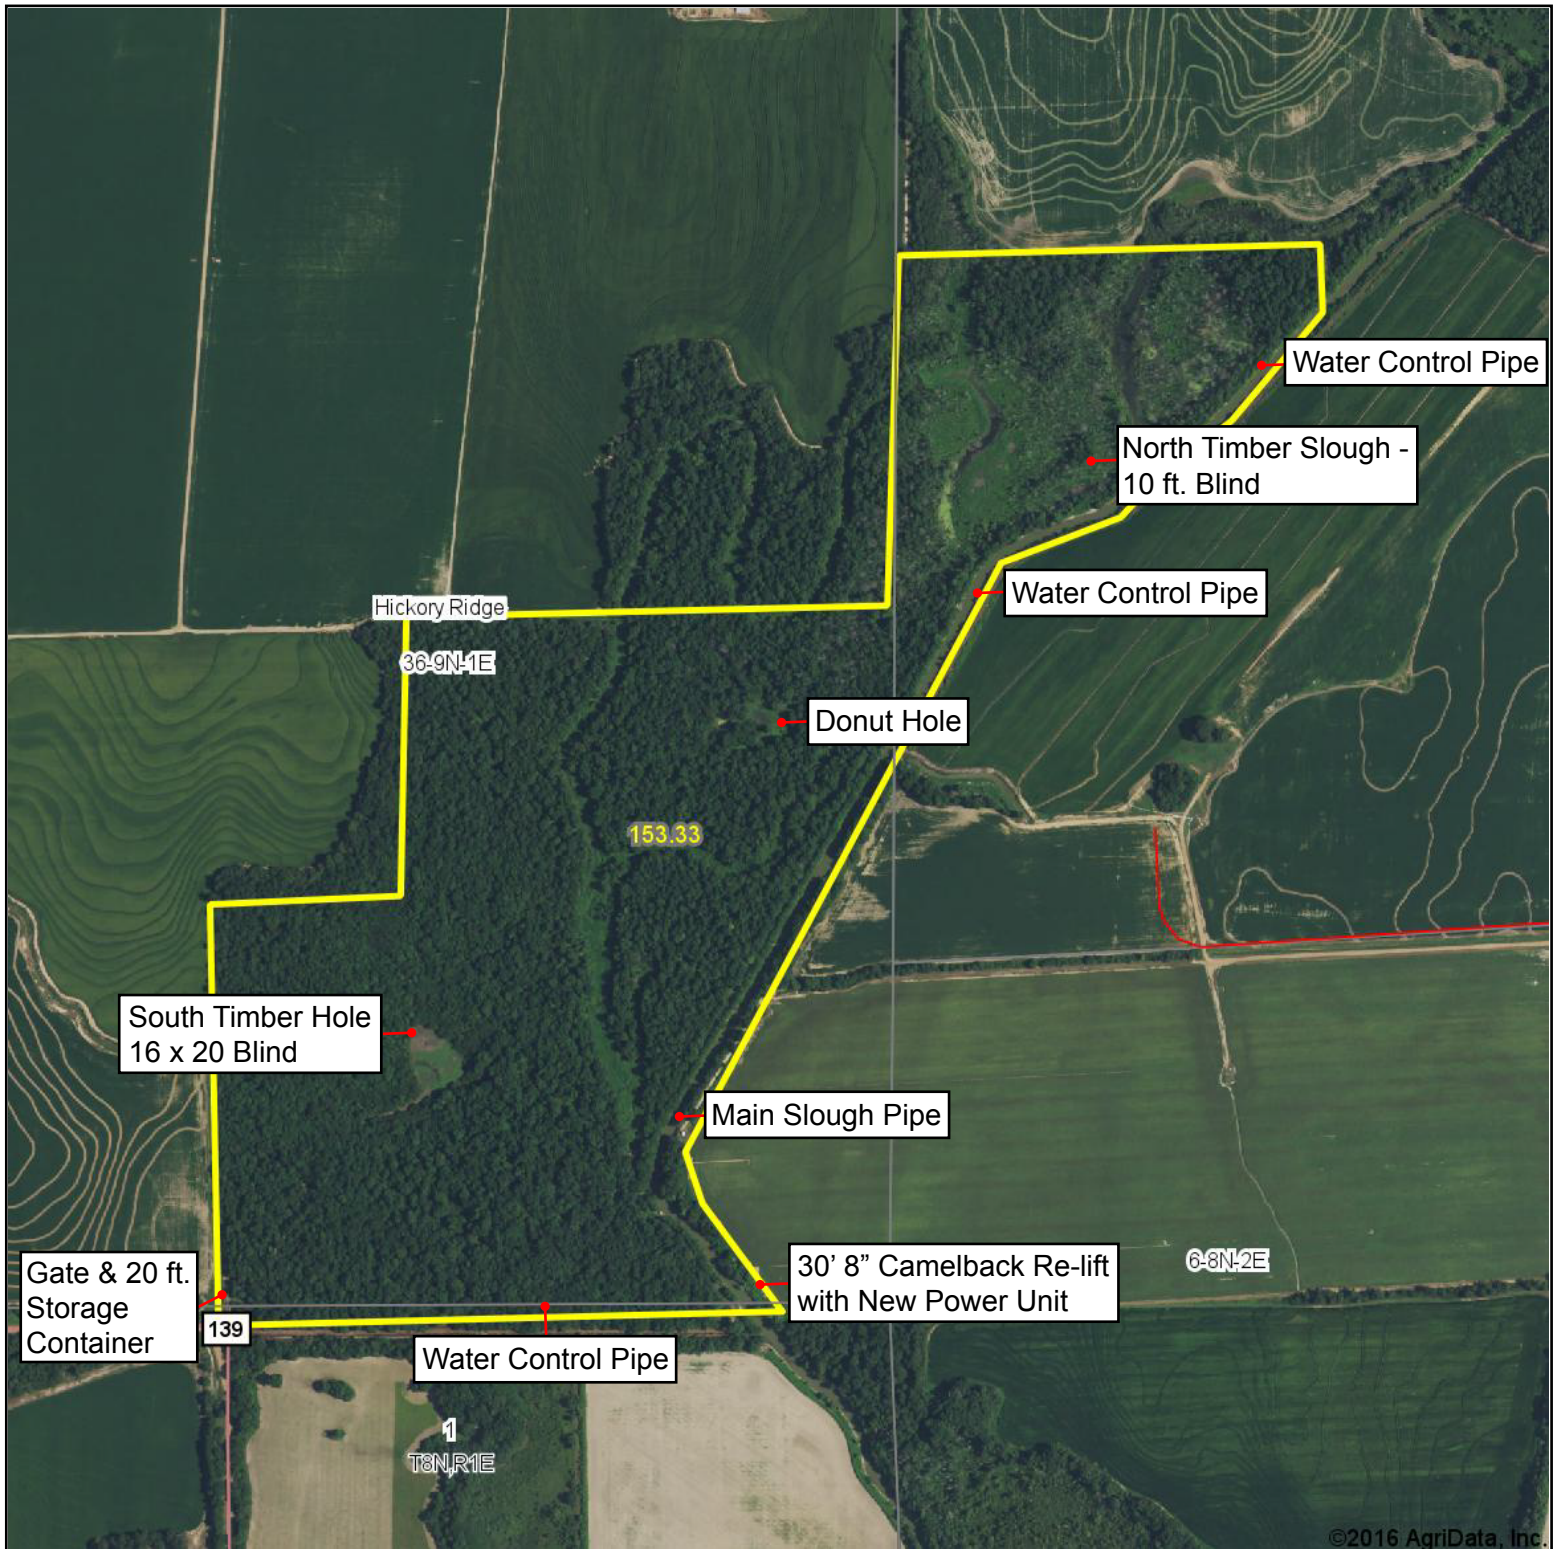 Water Control Pipe
North Timber Slough -
10 ft. Blind
Water Control Pipe
Hickory Ridge
36-9N-1E
Donut Hole
153.33
South Timber Hole
16 x 20 Blind
Main Slough Pipe
30’ 8” Camelback Re-lift
with New Power Unit
6-8N-2E
Gate & 20 ft.
Storage
Container
139
Water Control Pipe
1
T8N,R1E
©2016 AgriData, Inc.